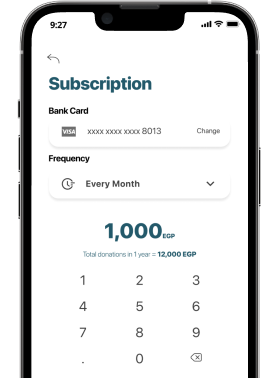 9:27
Subscription
Bank Card
VISA xxxx xxxx xxxx 8013 Change
Frequency
Every Month
1,000 EGP
Total donations in 1 year = 12,000 EGP
1 2 3
4 5 6
7 8 9
. 0